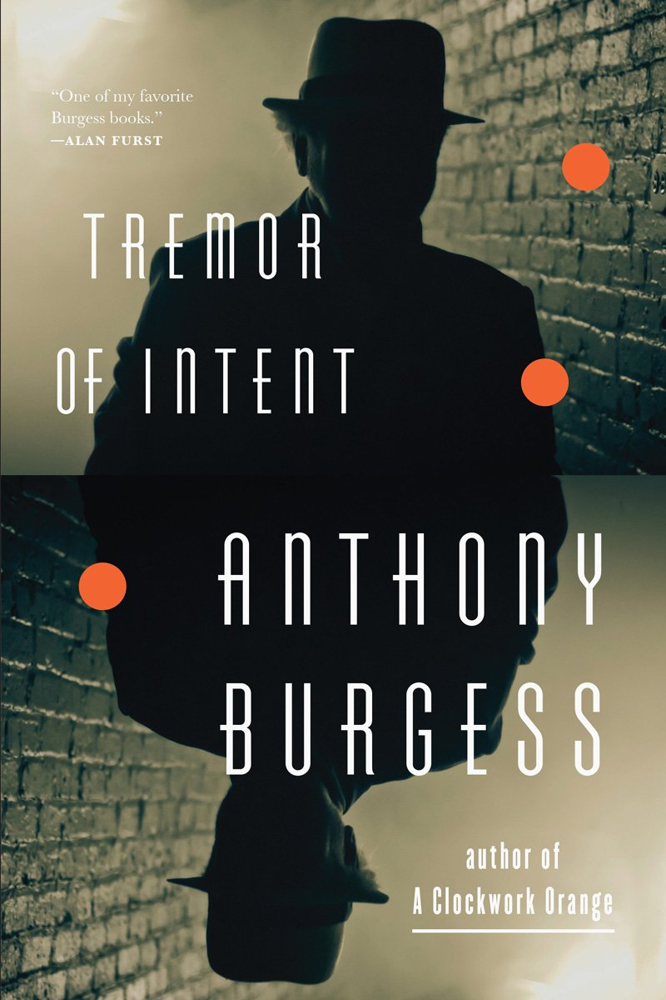 “One of my favorite
Burgess books.”
—ALAN FURST
TREMOR
OF INTENT
ANTHONY
BURGESS
author of
A Clockwork Orange